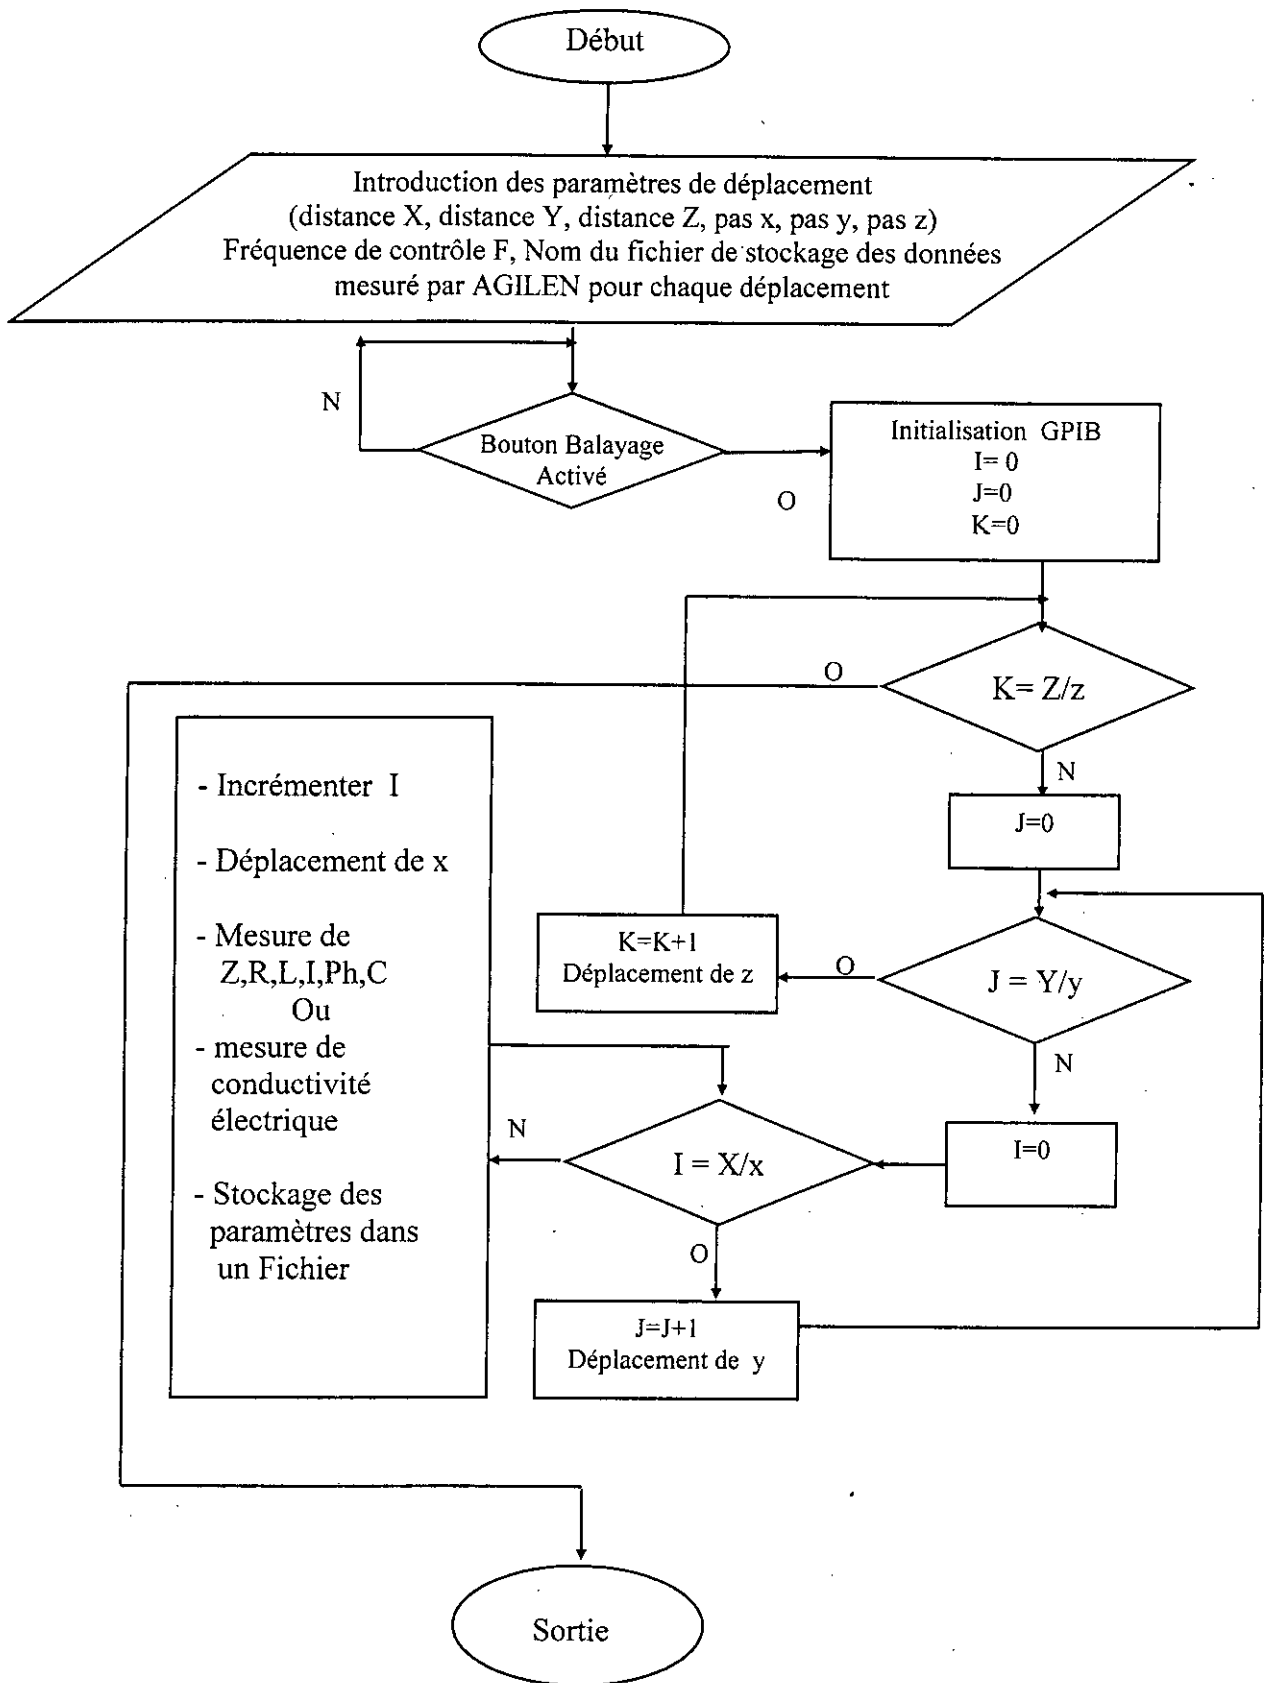 Début
Introduction des paramètres de déplacement
(distance X, distance Y, distance Z, pas x, pas y, pas z)
Fréquence de contrôle F, Nom du fichier de stockage des données
mesuré par AGILEN pour chaque déplacement
N
Bouton Balayage
Activé
O
Initialisation GPIB
I= 0
J=0
K=0
O
K= Z/z
N
J=0
K=K+1
Déplacement de z
O
J = Y/y
N
I=0
- Incrémenter I
- Déplacement de x
- Mesure de
Z,R,L,I,Ph,C
Ou
- mesure de
conductivité
électrique
- Stockage des
paramètres dans
un Fichier
N
I = X/x
O
J=J+1
Déplacement de y
Sortie